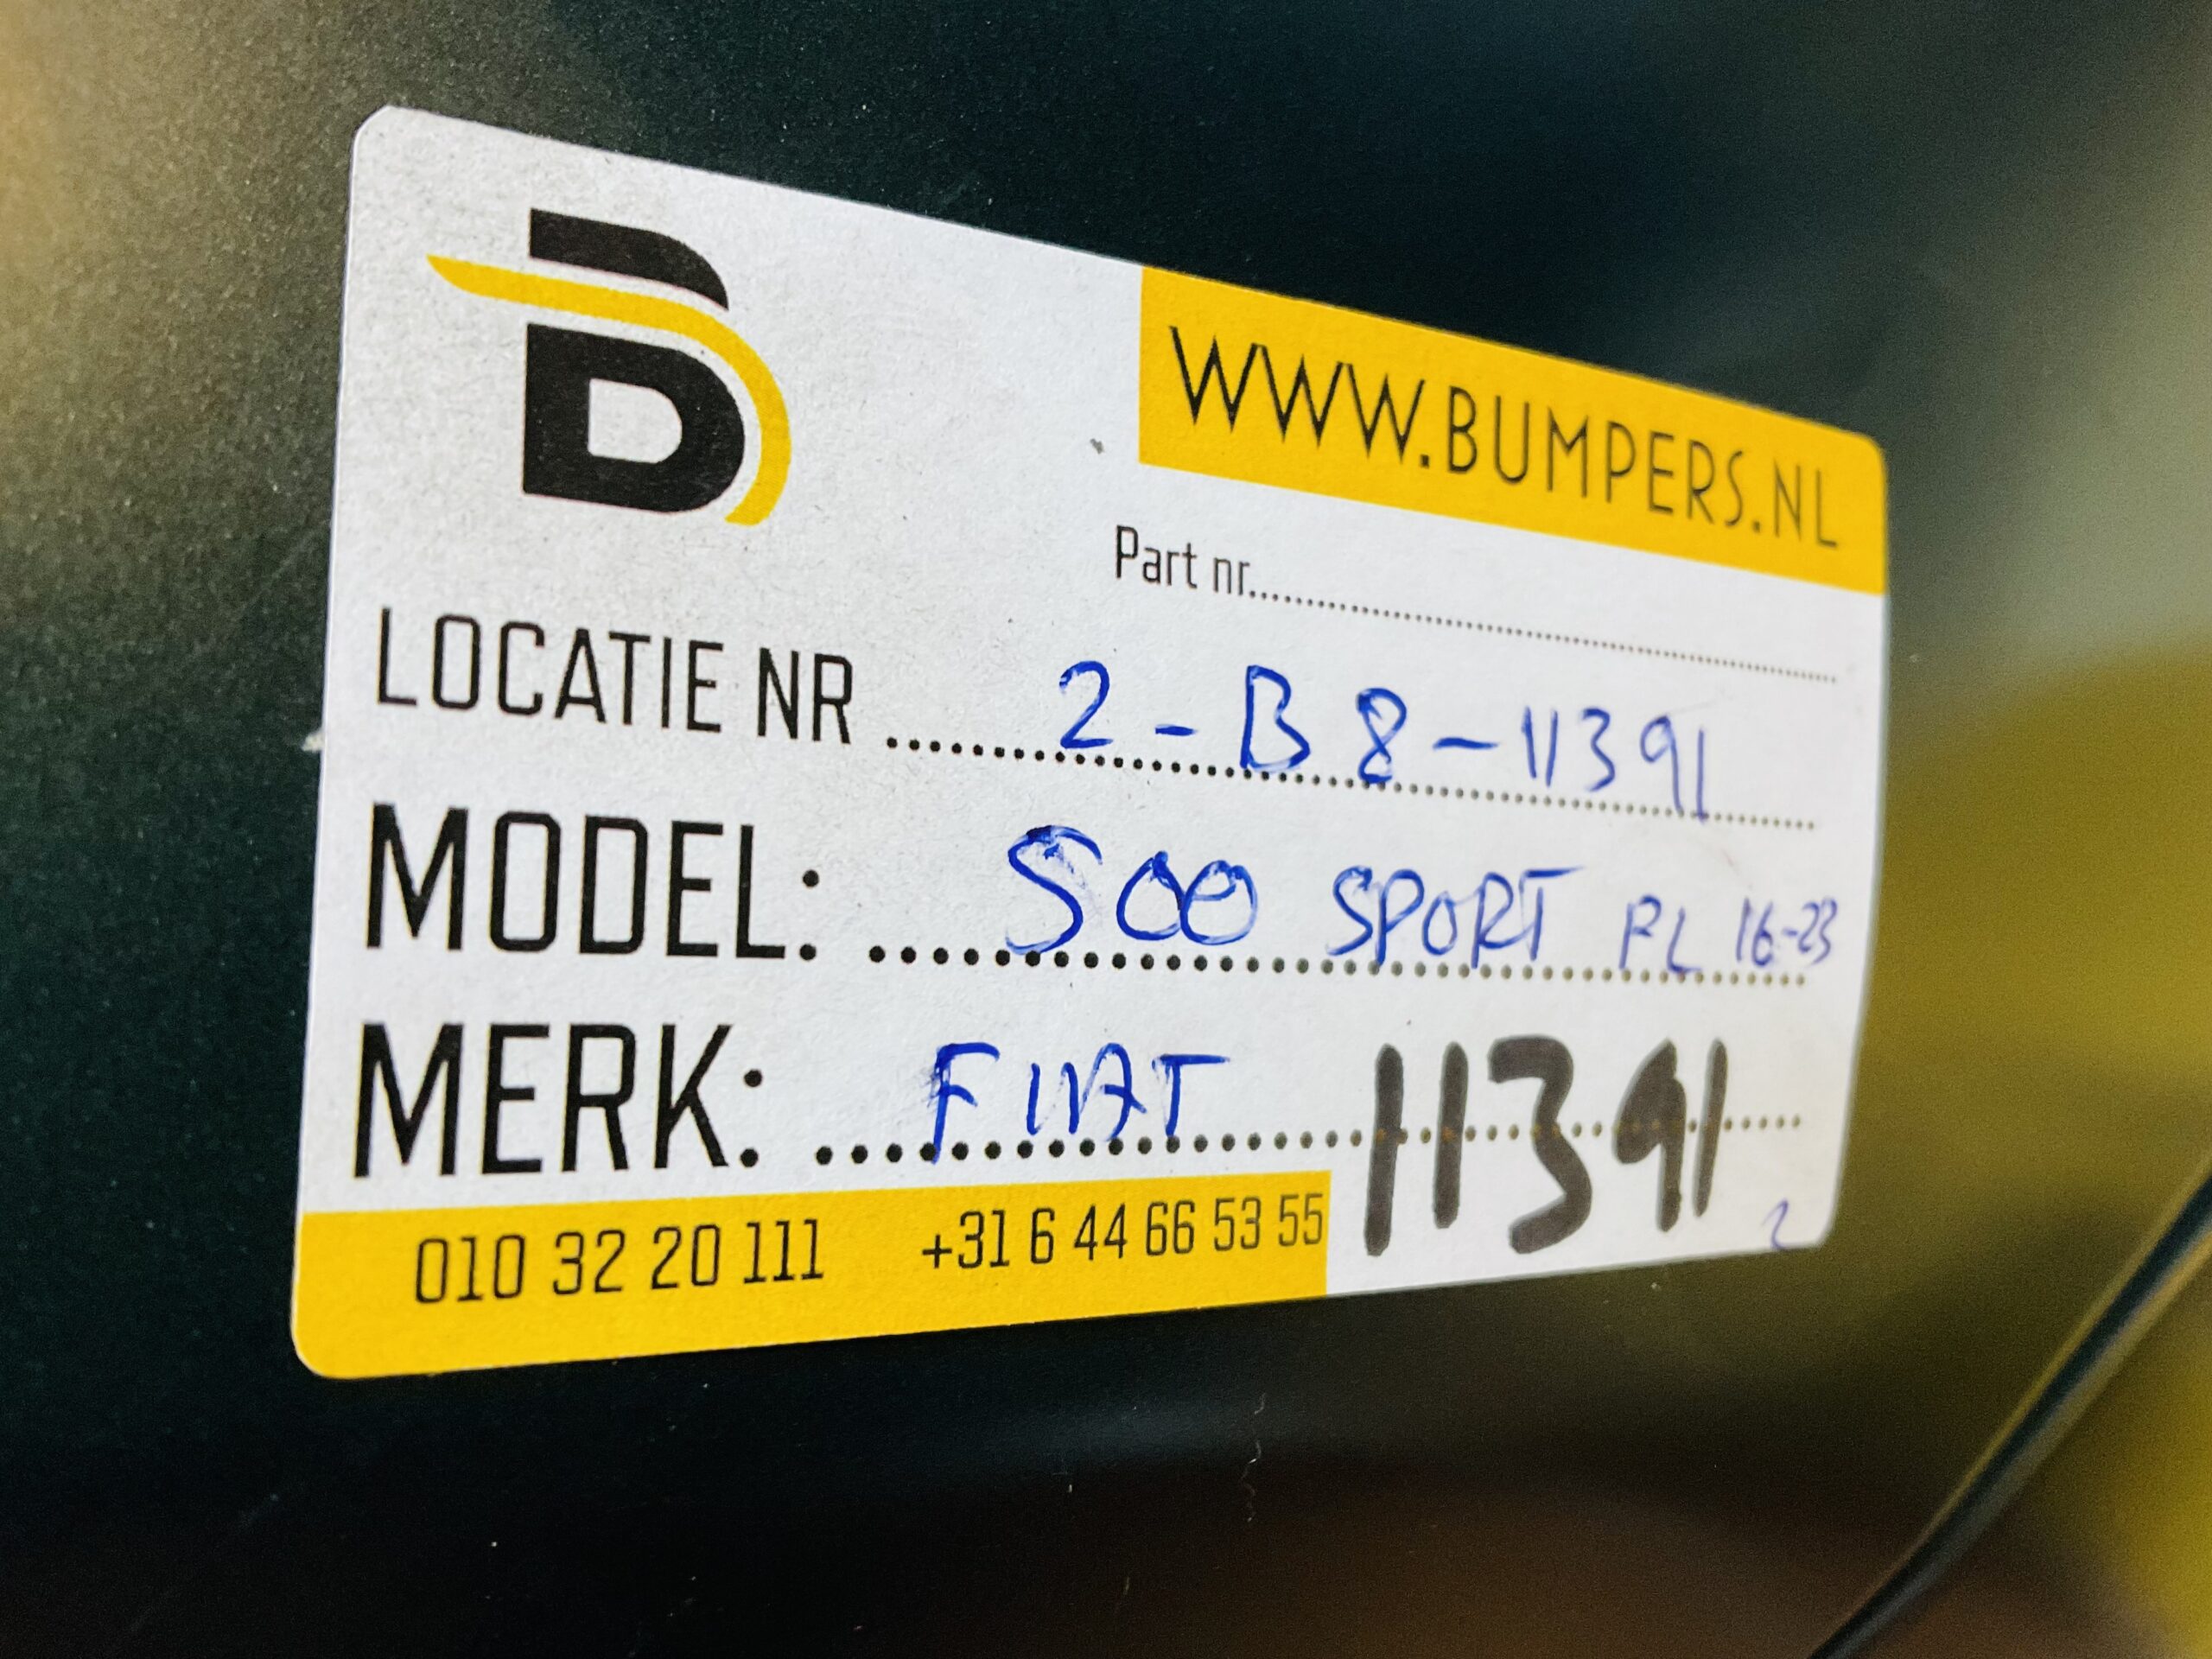 B
WWW.BUMPERS.NL
Part nr..............................
LOCATIE NR ........ 2-B8-11391
MODEL: ........ 500 SPORT FL 16-23
MERK: ........ FIAT 11391
010 32 20 111 +31 6 44 66 53 55
2